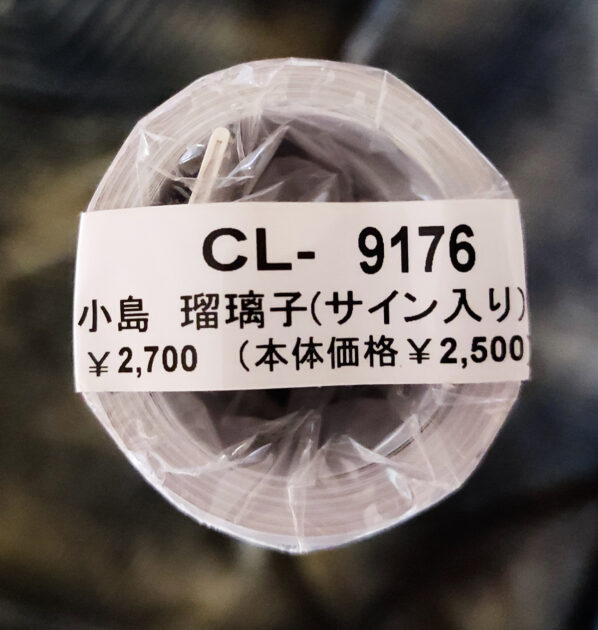 CL- 9176
小島 瑠璃子(サイン入り)
￥2,700 (本体価格￥2,500